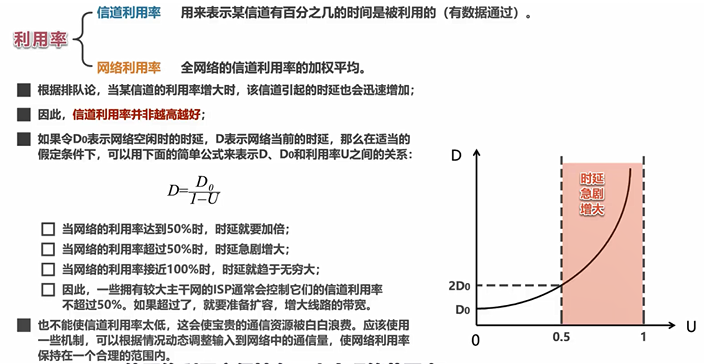 利用率
信道利用率 用来表示某信道有百分之几的时间是被利用的（有数据通过）。
网络利用率 全网络的信道利用率的加权平均。
根据排队论，当某信道的利用率增大时，该信道引起的时延也会迅速增加；
因此，信道利用率并非越高越好；
如果令D₀表示网络空闲时的时延，D表示网络当前的时延，那么在适当的
假定条件下，可以用下面的简单公式来表示D、D₀和利用率U之间的关系：
D=D₀/(1−U)
当网络的利用率达到50%时，时延就要加倍；
当网络的利用率超过50%时，时延急剧增大；
当网络的利用率接近100%时，时延就趋于无穷大；
因此，一些拥有较大主干网的ISP通常会控制它们的信道利用率
不超过50%。如果超过了，就要准备扩容，增大线路的带宽。
也不能使信道利用率太低，这会使宝贵的通信资源被白白浪费。应该使用
一些机制，可以根据情况动态调整输入到网络中的通信量，使网络利用率
保持在一个合理的范围内。
D
时延
急剧
增大
2D₀
D₀
0
0.5
1
U